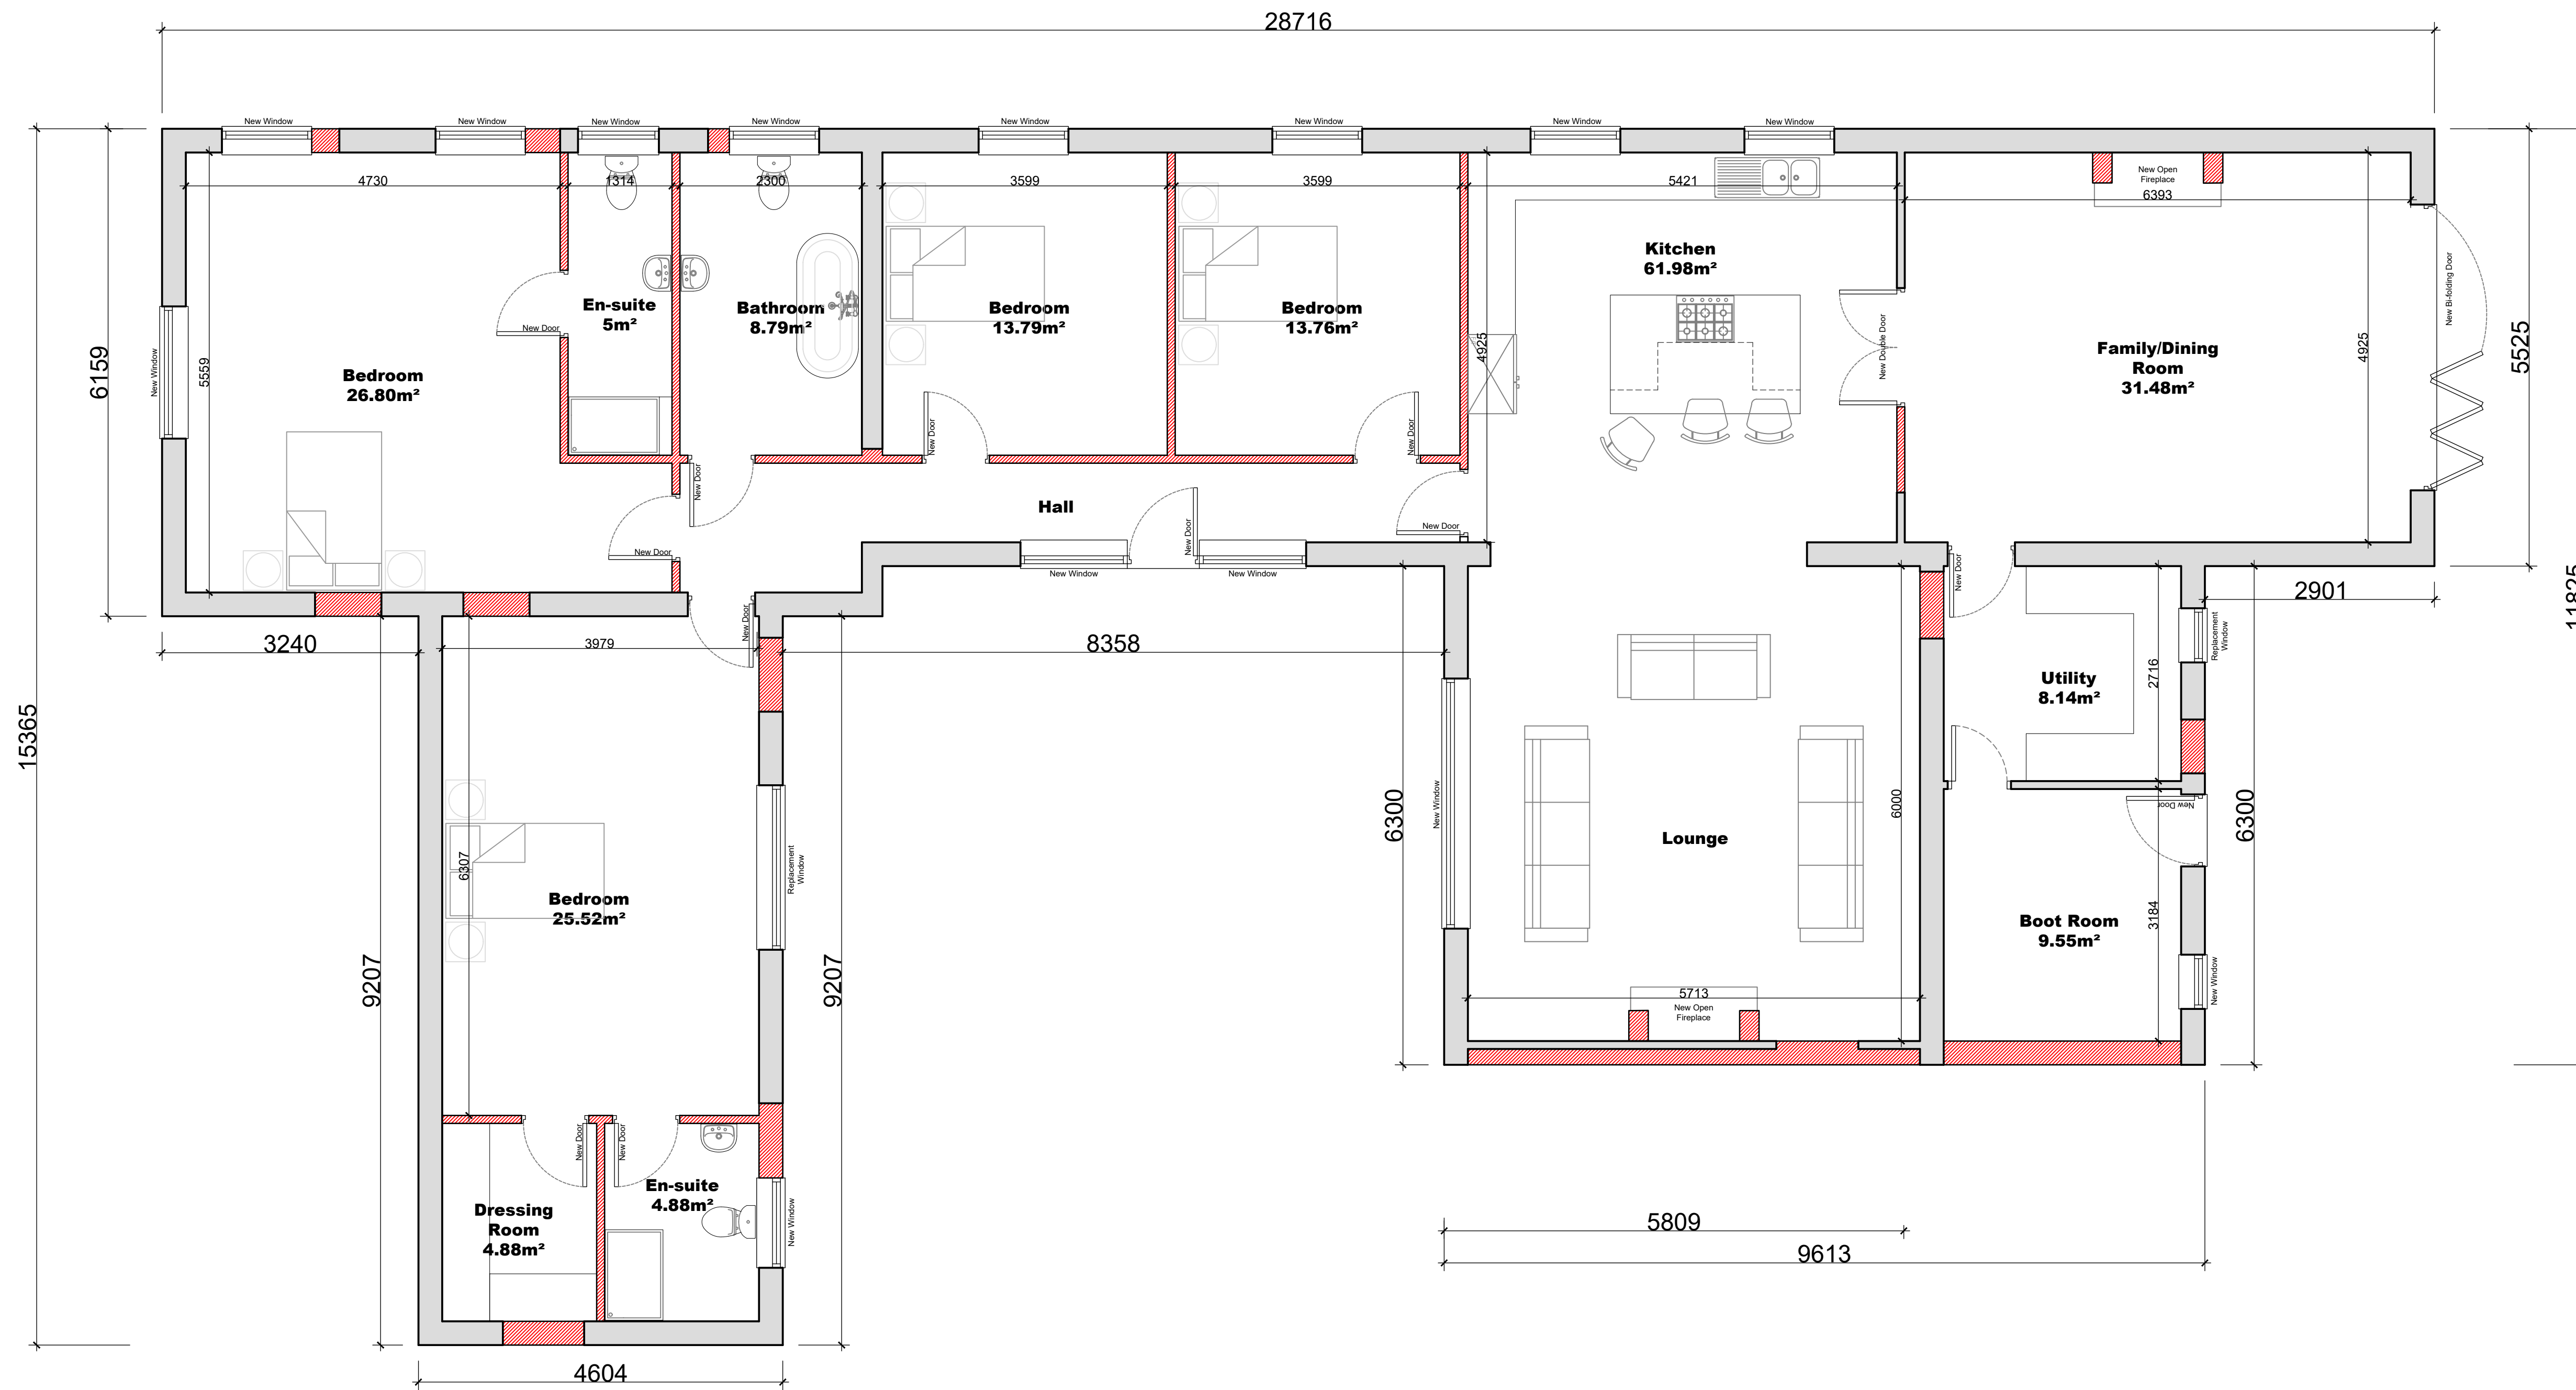 28716
New Window
New Window
New Window
New Window
New Window
New Window
New Window
New Window
4730
1314
2300
3599
3599
5421
New Open
Fireplace
6393
Kitchen
61.98m²
New Bi-folding Door
En-suite
5m²
Bathroom
8.79m²
Bedroom
13.79m²
Bedroom
13.76m²
New Door
New Double Door
4925
4925
5525
Family/Dining
Room
31.48m²
6159
New Window
5559
Bedroom
26.80m²
New Door
New Door
New Door
Hall
New Door
New Door
New Door
New Window
New Window
New Door
11825
2901
New Door
3240
3979
8358
Replacement
Window
2716
Utility
8.14m²
15365
6300
New Window
6000
New Door
6300
Lounge
6307
Replacement
Window
Bedroom
25.52m²
3184
Boot Room
9.55m²
9207
9207
New Window
5713
New Open
Fireplace
New Door
New Door
En-suite
4.88m²
Dressing
Room
4.88m²
New Window
5809
9613
4604